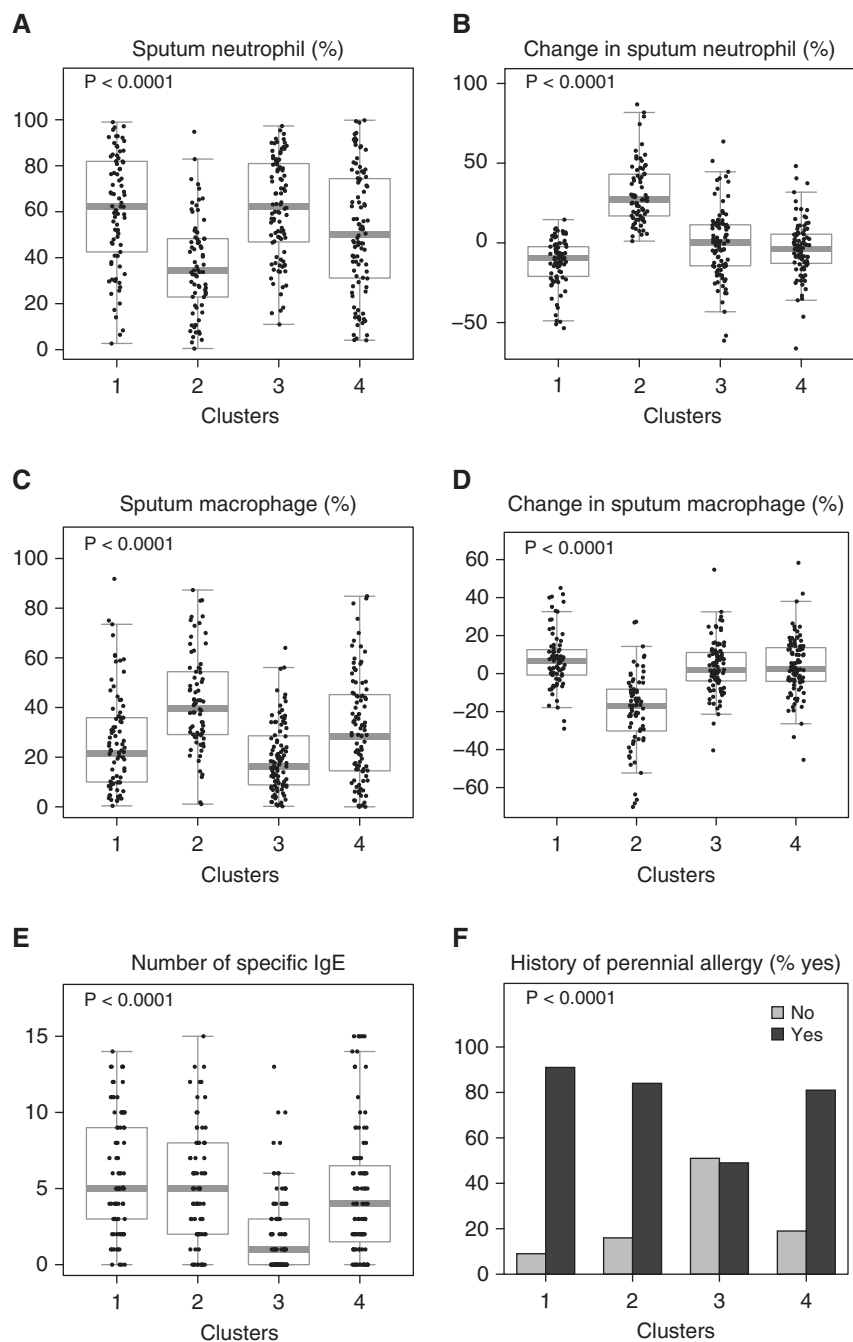 A
Sputum neutrophil (%)
P < 0.0001
100
80
60
40
20
0
1 2 3 4
Clusters
B
Change in sputum neutrophil (%)
P < 0.0001
100
50
0
−50
1 2 3 4
Clusters
C
Sputum macrophage (%)
P < 0.0001
100
80
60
40
20
0
1 2 3 4
Clusters
D
Change in sputum macrophage (%)
P < 0.0001
60
40
20
0
−20
−40
−60
1 2 3 4
Clusters
E
Number of specific IgE
P < 0.0001
15
10
5
0
1 2 3 4
Clusters
F
History of perennial allergy (% yes)
P < 0.0001
No
Yes
100
80
60
40
20
0
1 2 3 4
Clusters